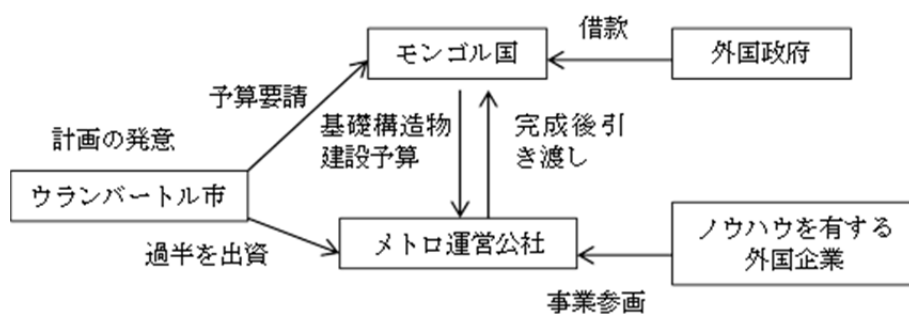 借款
モンゴル国
外国政府
予算要請
基礎構造物
建設予算
完成後引
き渡し
計画の発意
ウランバートル市
過半を出資
メトロ運営公社
ノウハウを有する
外国企業
事業参画